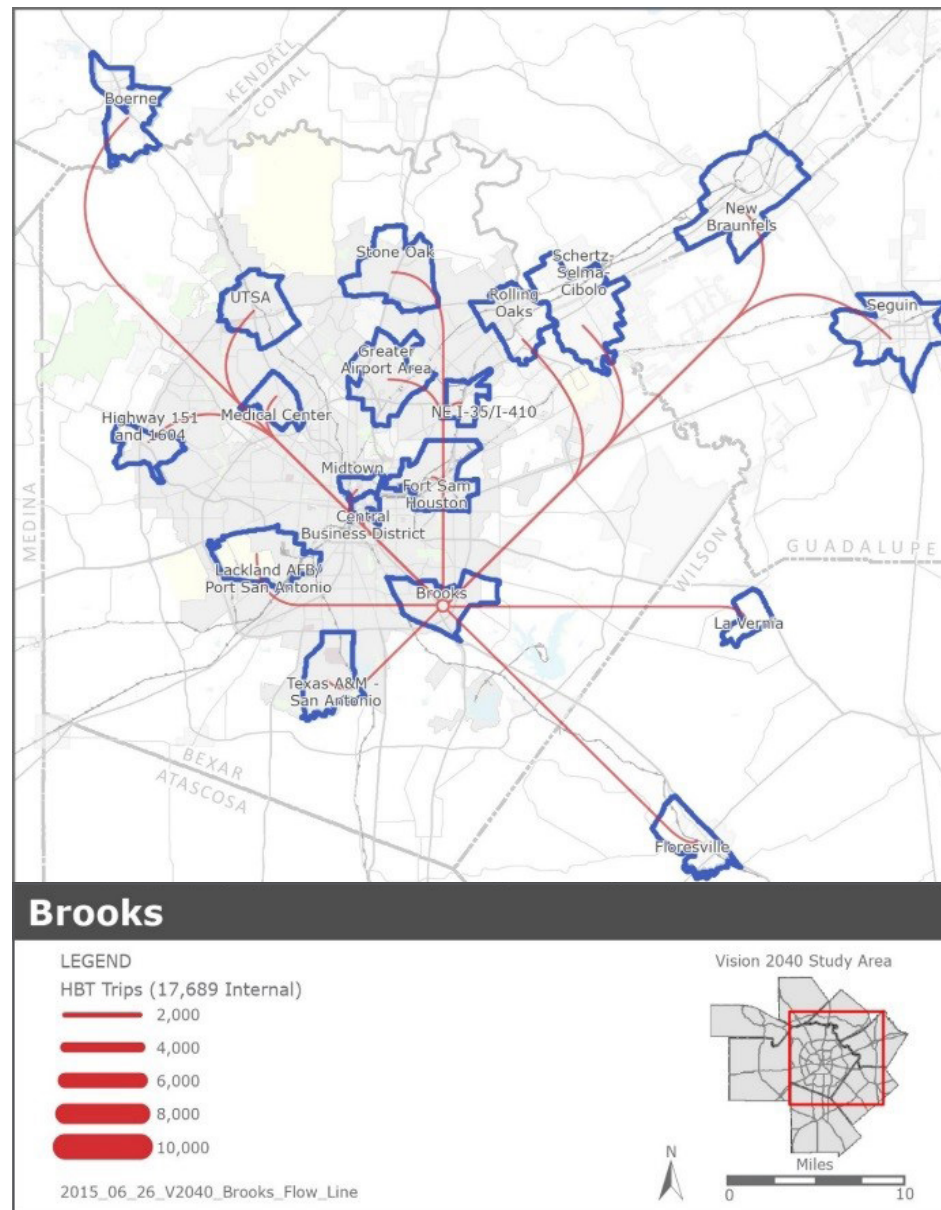 Boerne
KENDALL
COMAL
New
Braunfels
Stone Oak
Schertz-
Selma-
Cibolo
UTSA
Rolling
Oaks
Seguin
Greater
Airport Area
Highway 151
and 1604
Medical Center
NE I-35/I-410
Midtown
Fort Sam
Houston
Central
Business District
MEDINA
GUADALUPE
WILSON
Lackland AFB/
Port San Antonio
Brooks
La Vernia
Texas A&M -
San Antonio
BEXAR
ATASCOSA
Floresville
Brooks
LEGEND
HBT Trips (17,689 Internal)
2,000
4,000
6,000
8,000
10,000
2015_06_26_V2040_Brooks_Flow_Line
Vision 2040 Study Area
N
Miles
0 10